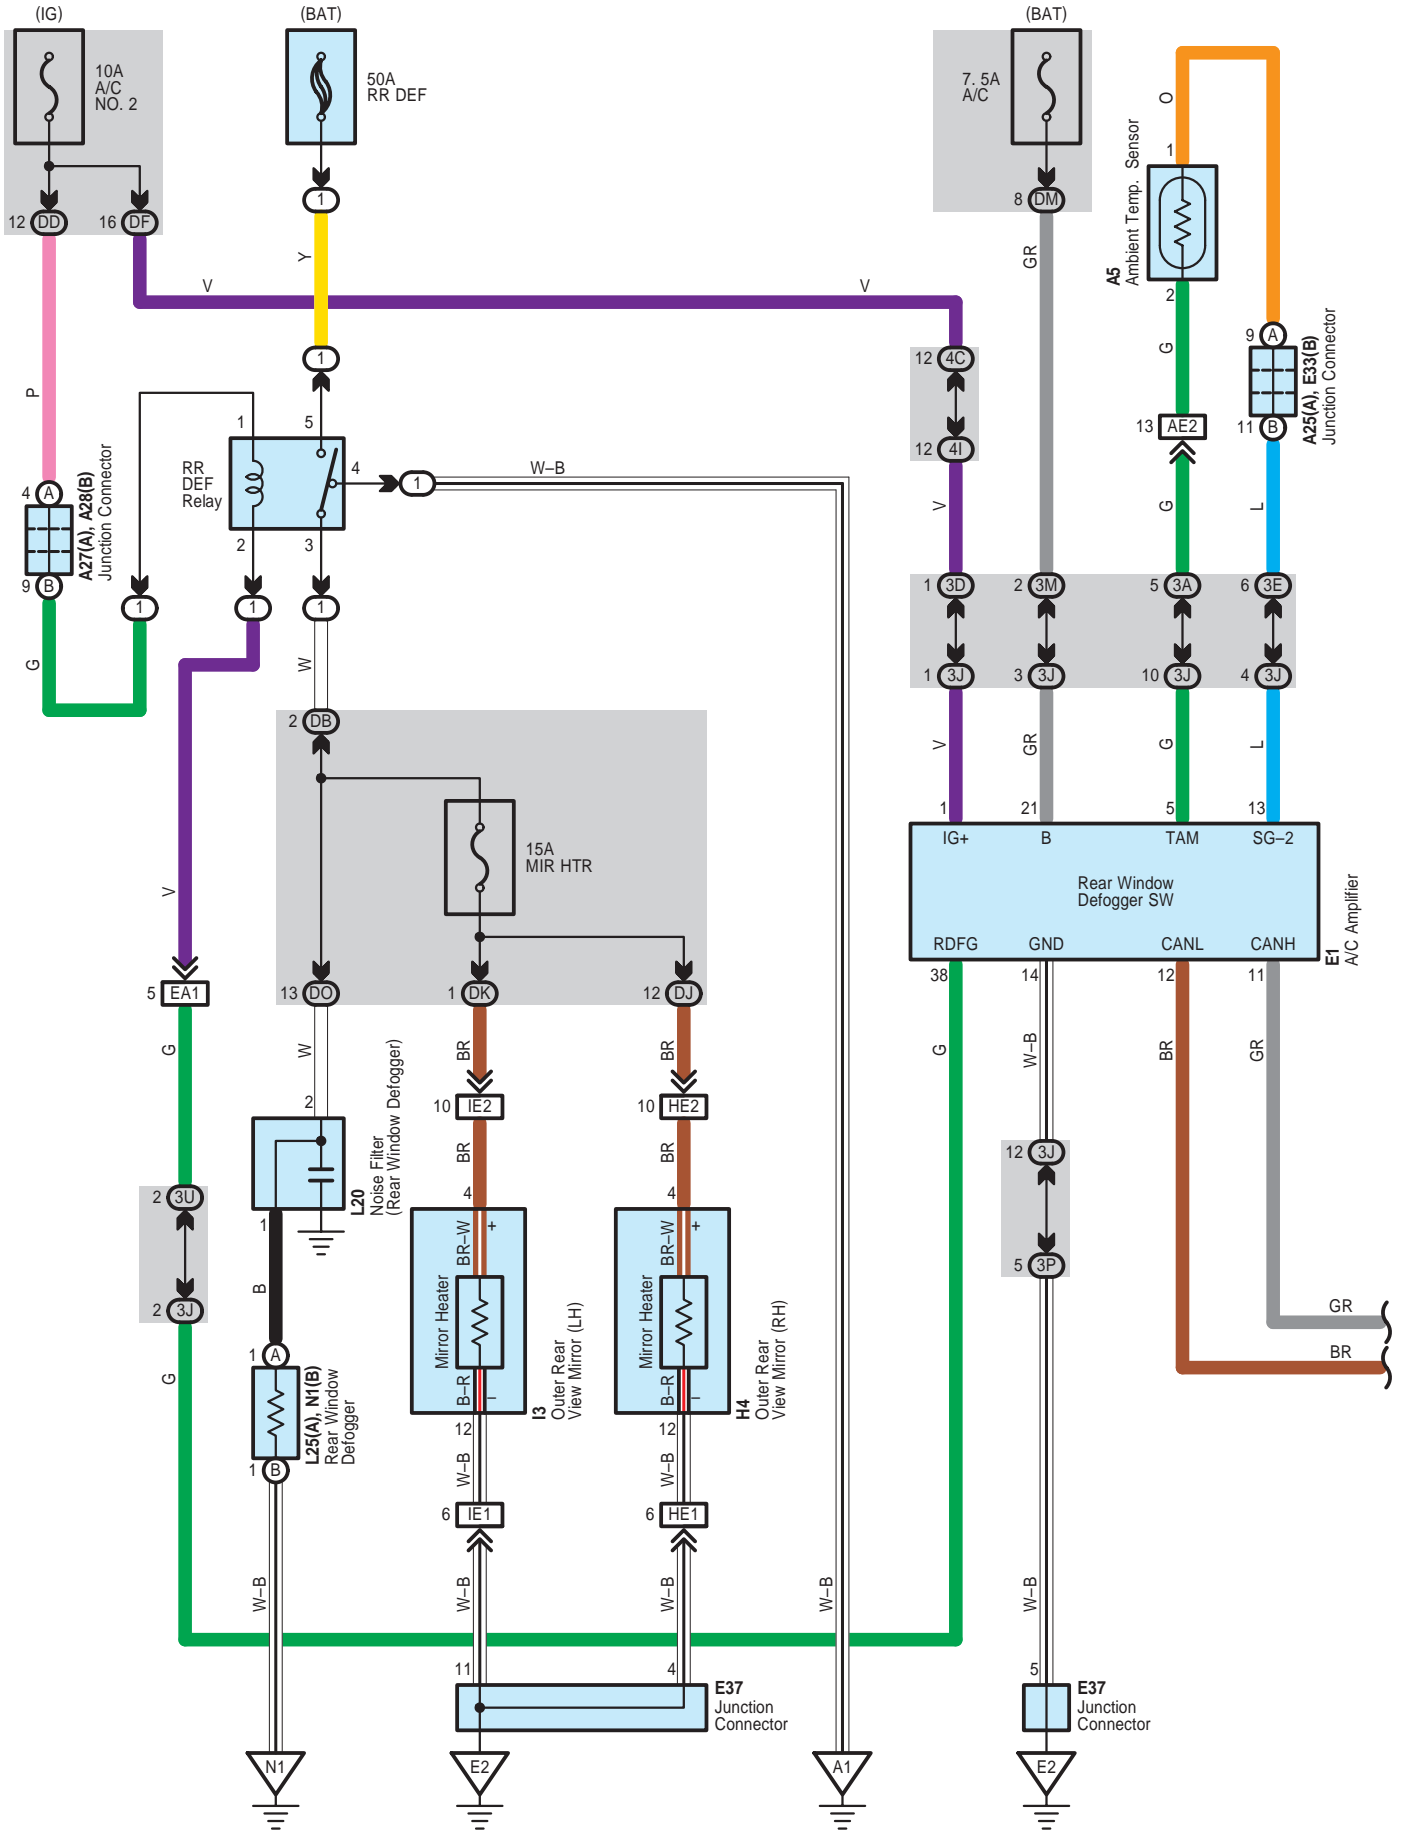 (IG)
(BAT)
(BAT)
10A
A/C
NO. 2
50A
RR DEF
7. 5A
A/C
O
1
A5
Ambient Temp. Sensor
2
12 DD
16 DF
1
8 DM
Y
GR
V
V
G
9 A
A25(A), E33(B)
Junction Connector
11 B
P
1
12 4C
12 4I
13 AE2
1
5
4
RR
DEF
Relay
2
3
1
W–B
V
G
L
4 A
A27(A), A28(B)
Junction Connector
9 B
1
1
1
1 3D
2 3M
5 3A
6 3E
G
W
1 3J
3 3J
10 3J
4 3J
2 DB
V
GR
G
L
1
21
5
13
IG+
B
TAM
SG–2
15A
MIR HTR
Rear Window
Defogger SW
E1
A/C Amplifier
V
RDFG
GND
CANL
CANH
38
14
12
11
5 EA1
13 DO
1 DK
12 DJ
G
W
BR
BR
G
W–B
BR
GR
2
L20
Noise Filter
(Rear Window Defogger)
10 IE2
10 HE2
BR
BR
12 3J
2 3U
4
4
1
BR–W
+
BR–W
+
5 3P
B
Mirror Heater
Mirror Heater
2 3J
GR
BR
1 A
L25(A), N1(B)
Rear Window
Defogger
1 B
G
B–R
–
B–R
–
I3
Outer Rear
View Mirror (LH)
H4
Outer Rear
View Mirror (RH)
12
12
W–B
W–B
6 IE1
6 HE1
W–B
W–B
W–B
W–B
W–B
11
4
5
E37
Junction
Connector
E37
Junction
Connector
N1
E2
A1
E2